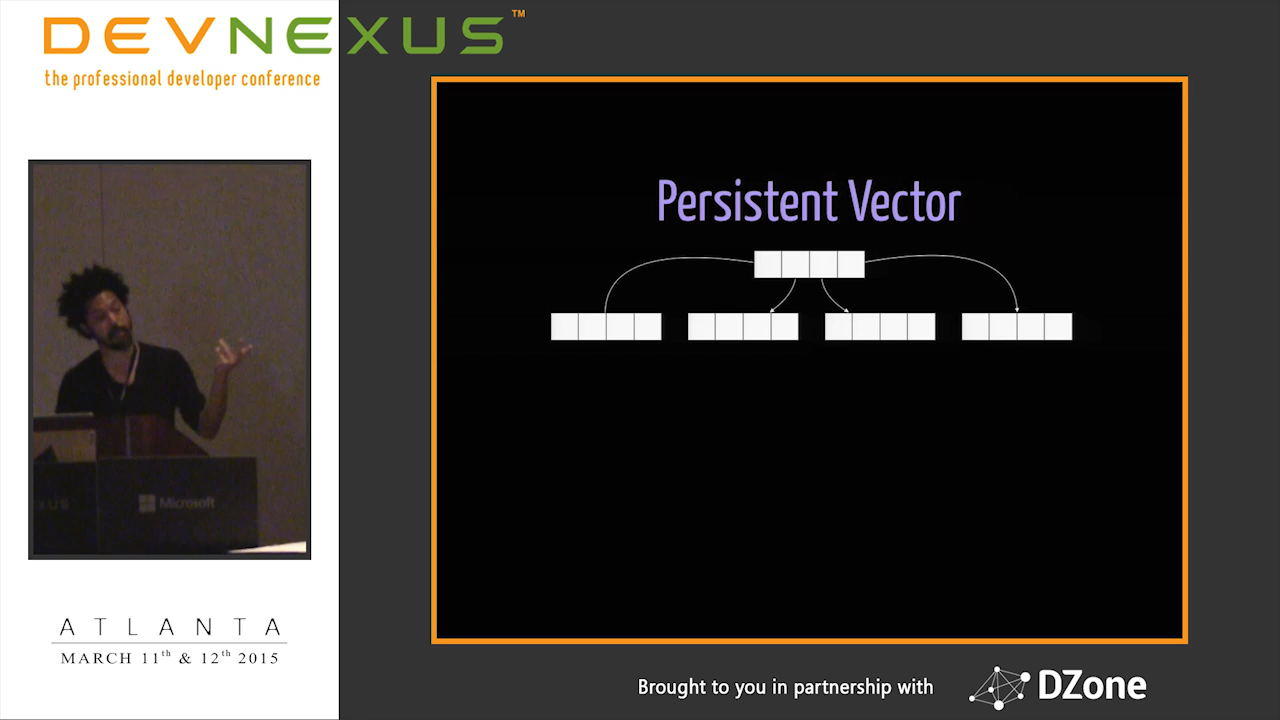 DEVNEXUS™
the professional developer conference
Persistent Vector
Microsoft
ATLANTA
MARCH 11th & 12th 2015
Brought to you in partnership with
DZone